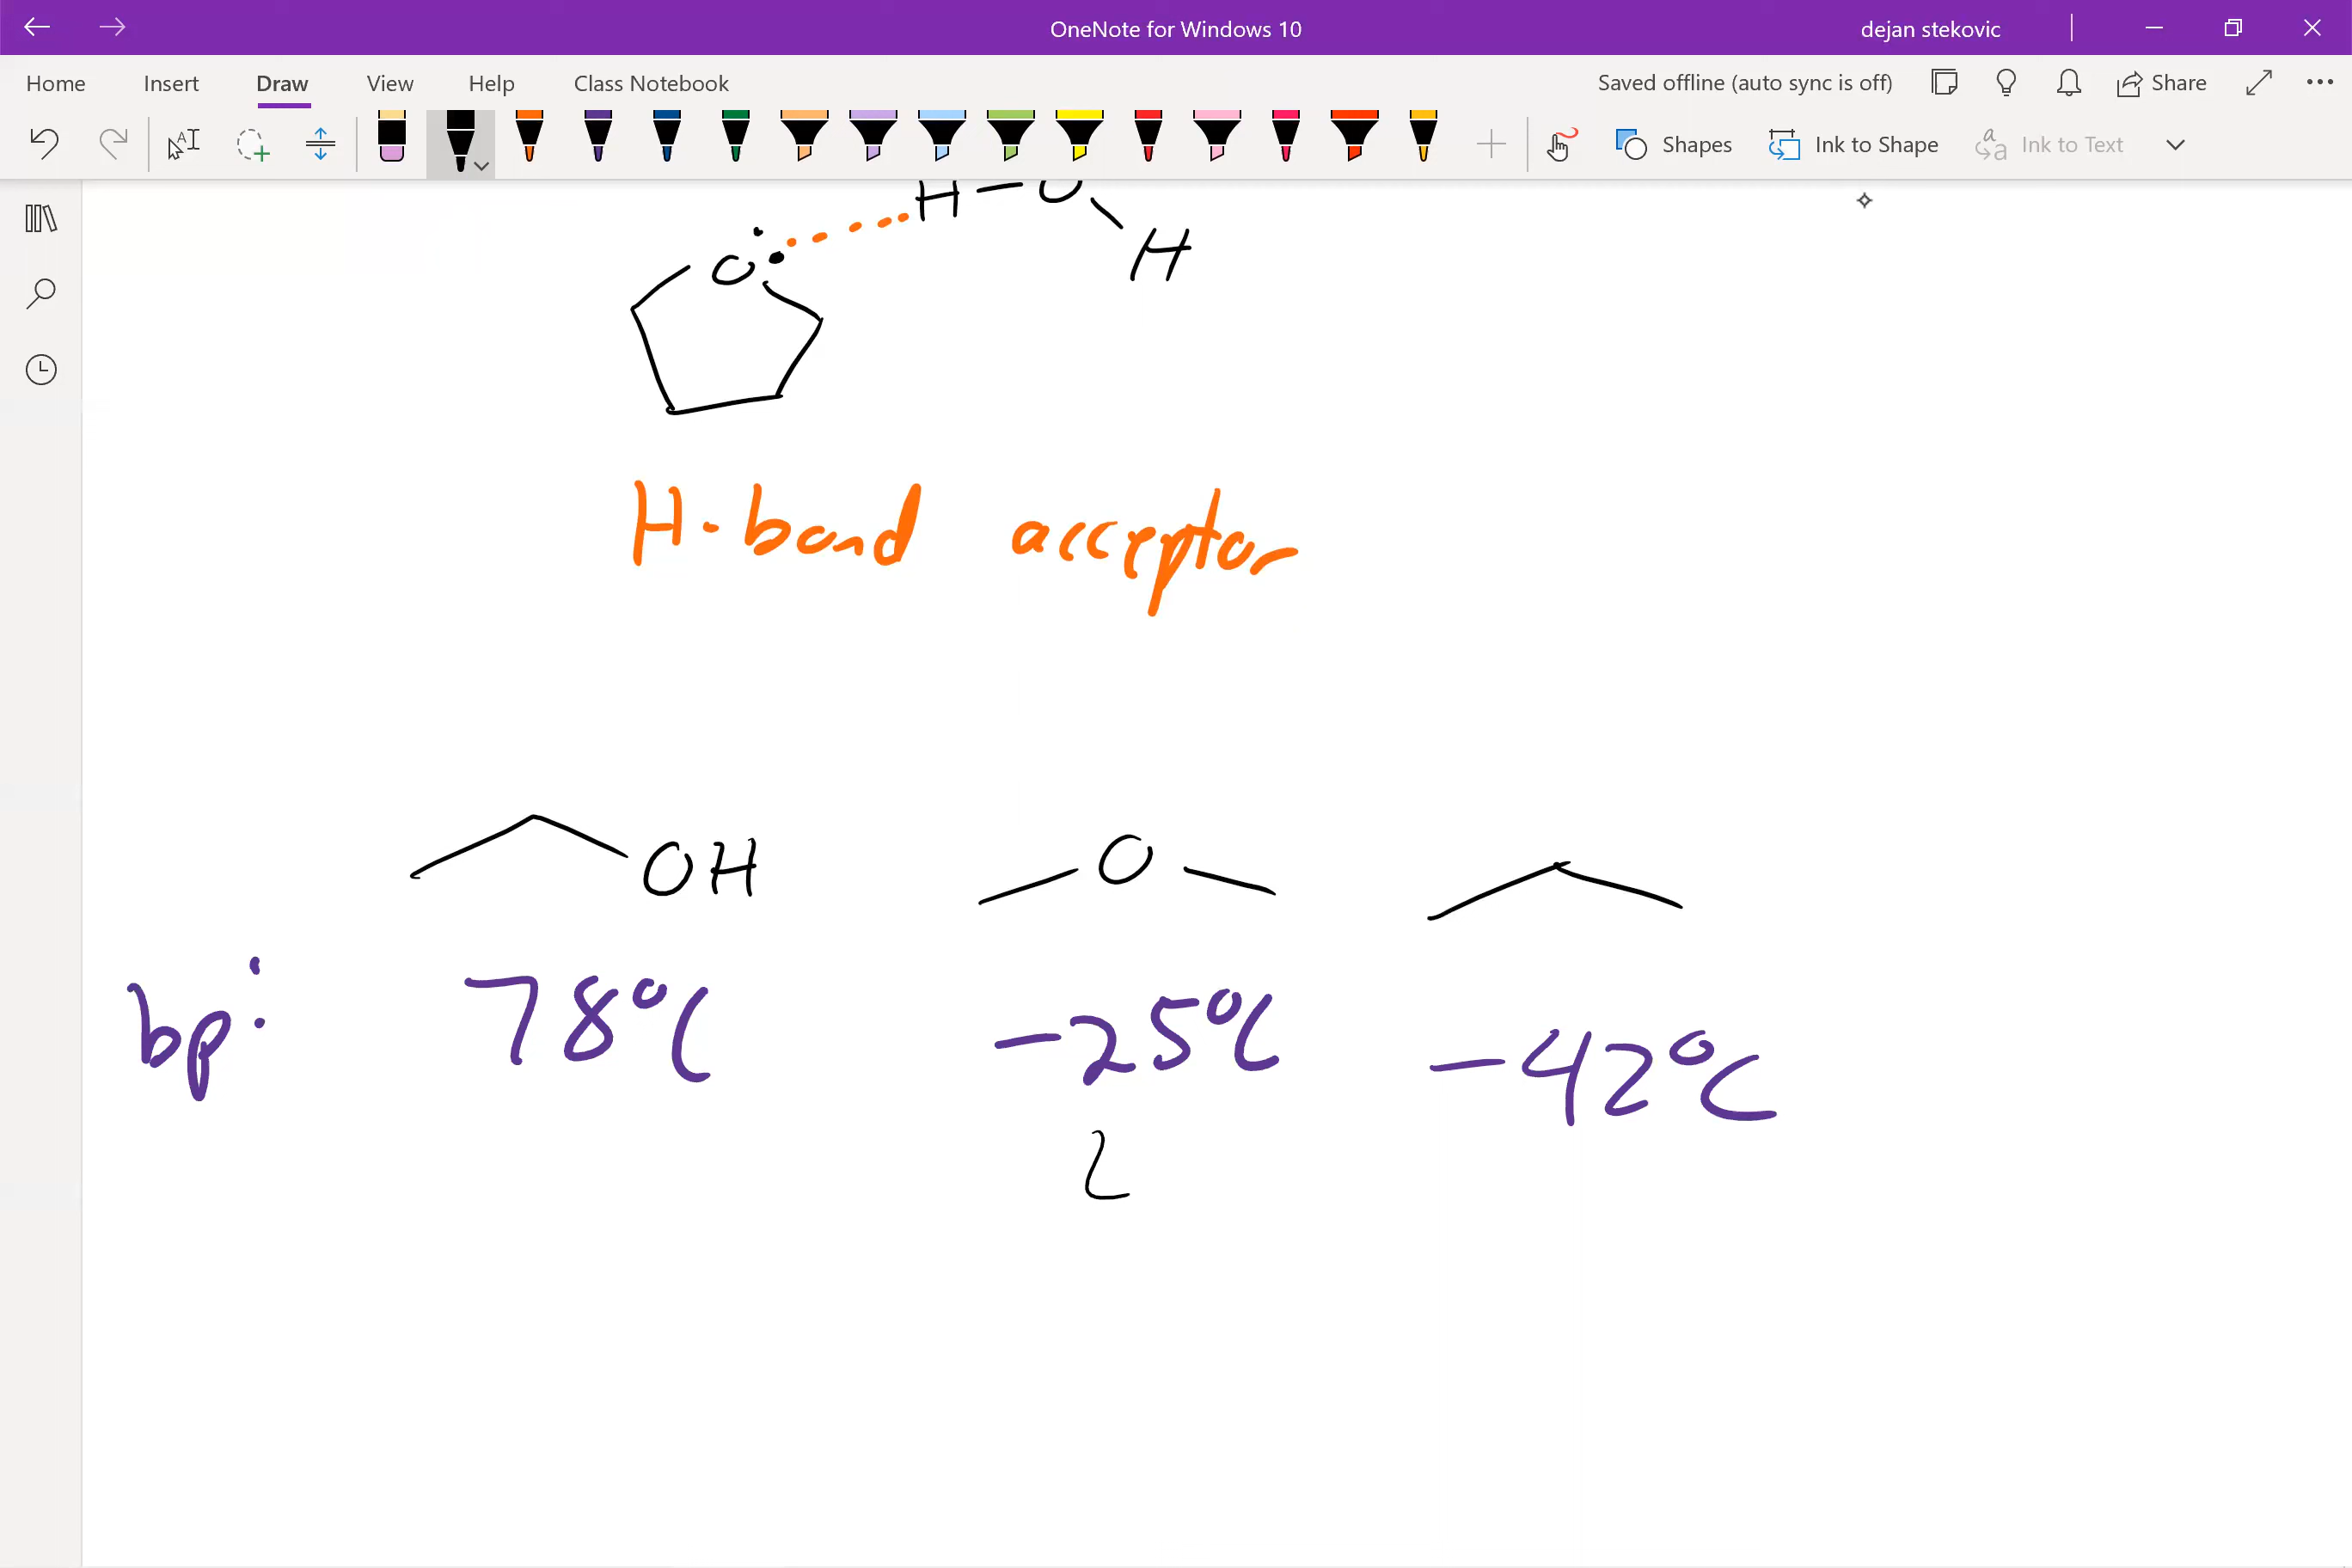 OneNote for Windows 10 dejan stekovic
Home Insert Draw View Help Class Notebook Saved offline (auto sync is off) Share
Shapes Ink to Shape Ink to Text
H-O
H
O
H-bond acceptor
OH O
bp: 78°C -25°C -42°C